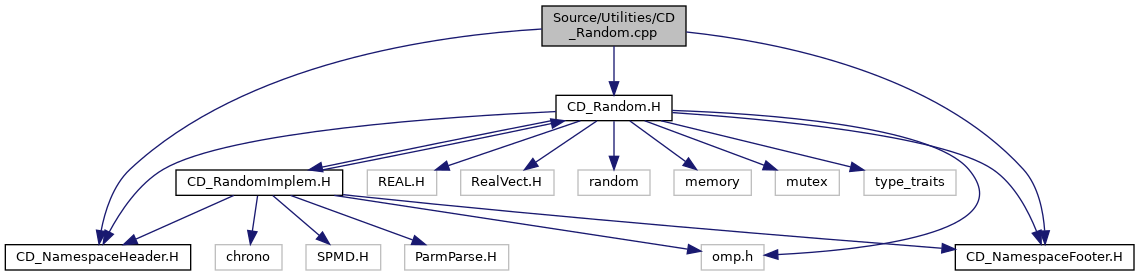 Source/Utilities/CD
_Random.cpp
CD_Random.H
CD_RandomImplem.H
REAL.H
RealVect.H
random
memory
mutex
type_traits
CD_NamespaceHeader.H
chrono
SPMD.H
ParmParse.H
omp.h
CD_NamespaceFooter.H